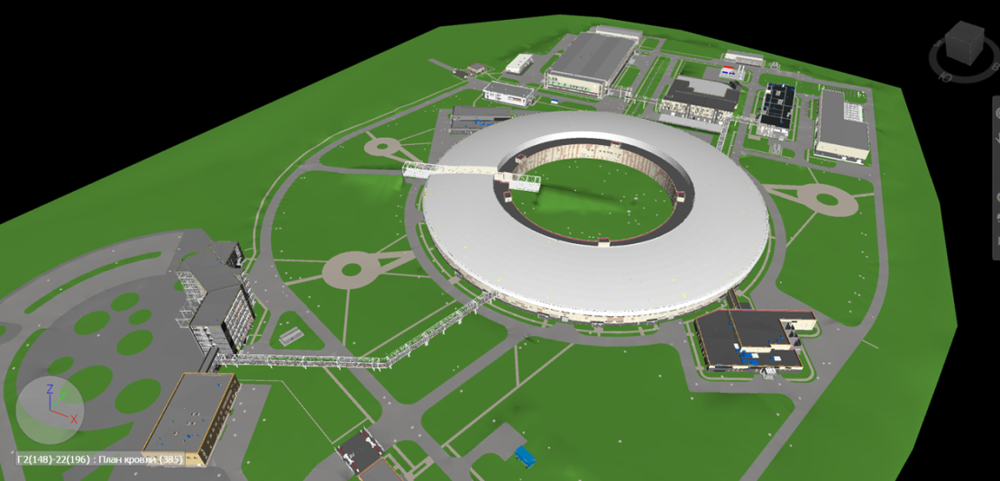 Ю
В
Z
X
Г2(148)-22(196) : План кровли (385)